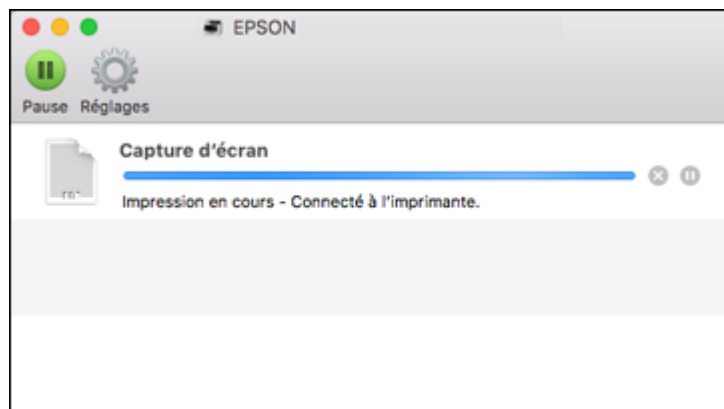 EPSON
Pause Réglages
Capture d'écran
Impression en cours - Connecté à l'imprimante.